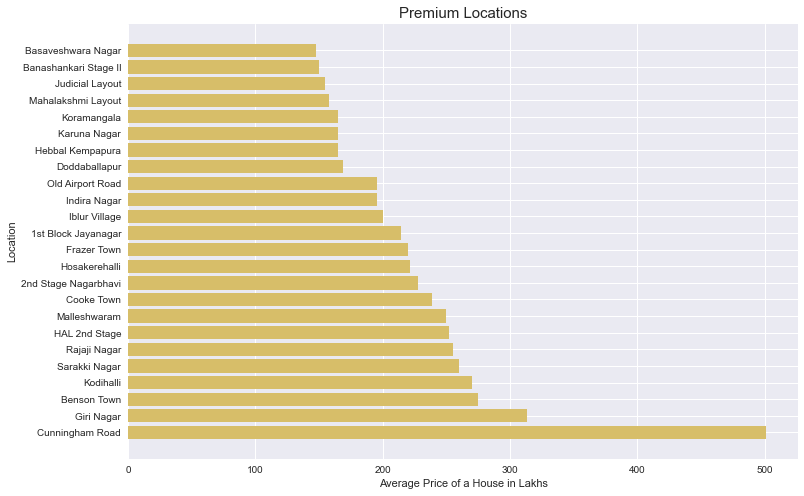 Premium Locations
Basaveshwara Nagar
Banashankari Stage II
Judicial Layout
Mahalakshmi Layout
Koramangala
Karuna Nagar
Hebbal Kempapura
Doddaballapur
Old Airport Road
Indira Nagar
Iblur Village
1st Block Jayanagar
Frazer Town
Hosakerehalli
2nd Stage Nagarbhavi
Cooke Town
Malleshwaram
HAL 2nd Stage
Rajaji Nagar
Sarakki Nagar
Kodihalli
Benson Town
Giri Nagar
Cunningham Road
Location
0 100 200 300 400 500
Average Price of a House in Lakhs